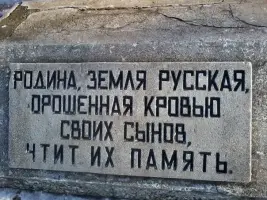 РОДИНА, ЗЕМЛЯ РУССКАЯ,
ОРОШЕННАЯ КРОВЬЮ
СВОИХ СЫНОВ,
ЧТИТ ИХ ПАМЯТЬ.